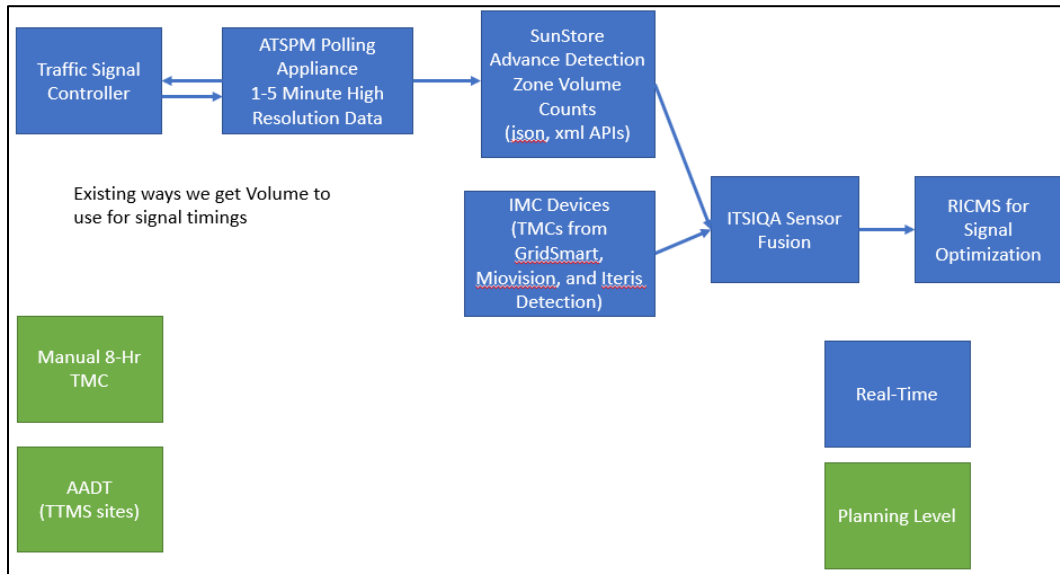 Traffic Signal
Controller
ATSPM Polling
Appliance
1-5 Minute High
Resolution Data
SunStore
Advance Detection
Zone Volume
Counts
(json, xml APIs)
Existing ways we get Volume to
use for signal timings
IMC Devices
(TMCs from
GridSmart,
Miovision, and Iteris
Detection)
ITSIQA Sensor
Fusion
RICMS for
Signal
Optimization
Manual 8-Hr
TMC
Real-Time
AADT
(TTMS sites)
Planning Level